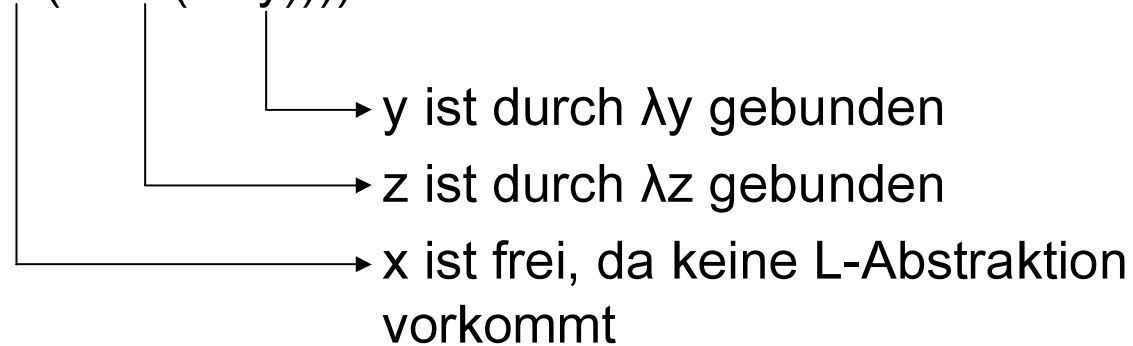 y ist durch λy gebunden
z ist durch λz gebunden
x ist frei, da keine L-Abstraktion
vorkommt